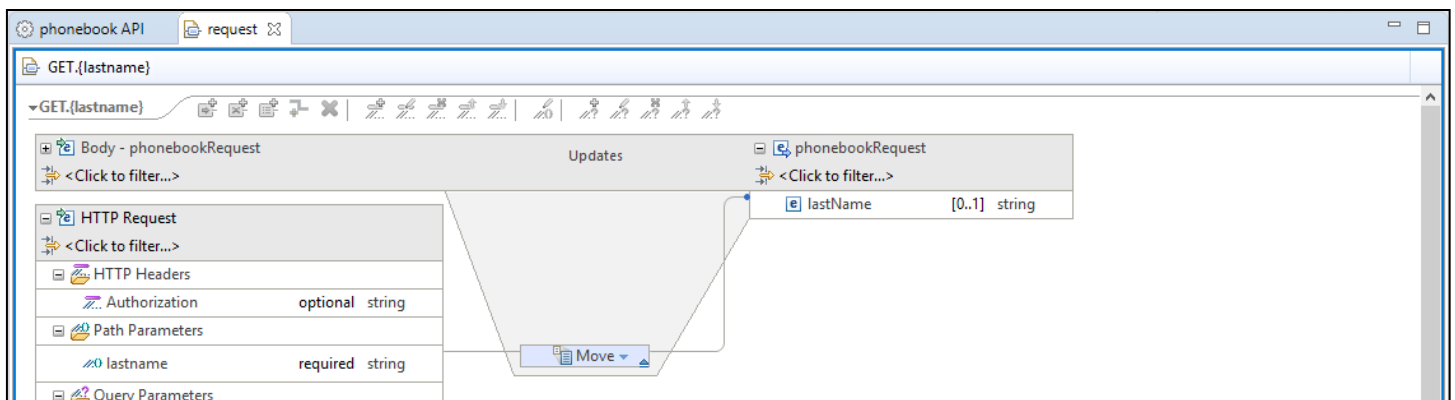 phonebook API
request
GET.{lastname}
GET.{lastname}
Body - phonebookRequest
<Click to filter...>
Updates
phonebookRequest
<Click to filter...>
lastName [0..1] string
HTTP Request
<Click to filter...>
HTTP Headers
Authorization optional string
Path Parameters
lastname required string
Move
Query Parameters